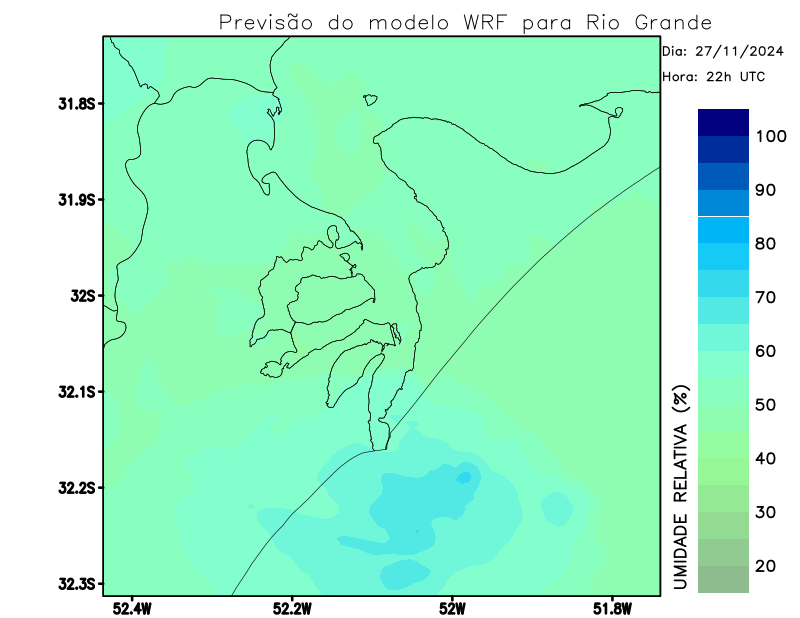 Previsão do modelo WRF para Rio Grande
Dia: 27/11/2024
Hora: 22h UTC
31.8S
31.9S
32S
32.1S
32.2S
32.3S
52.4W
52.2W
52W
51.8W
100
90
80
70
60
50
40
30
20
UMIDADE RELATIVA (%)